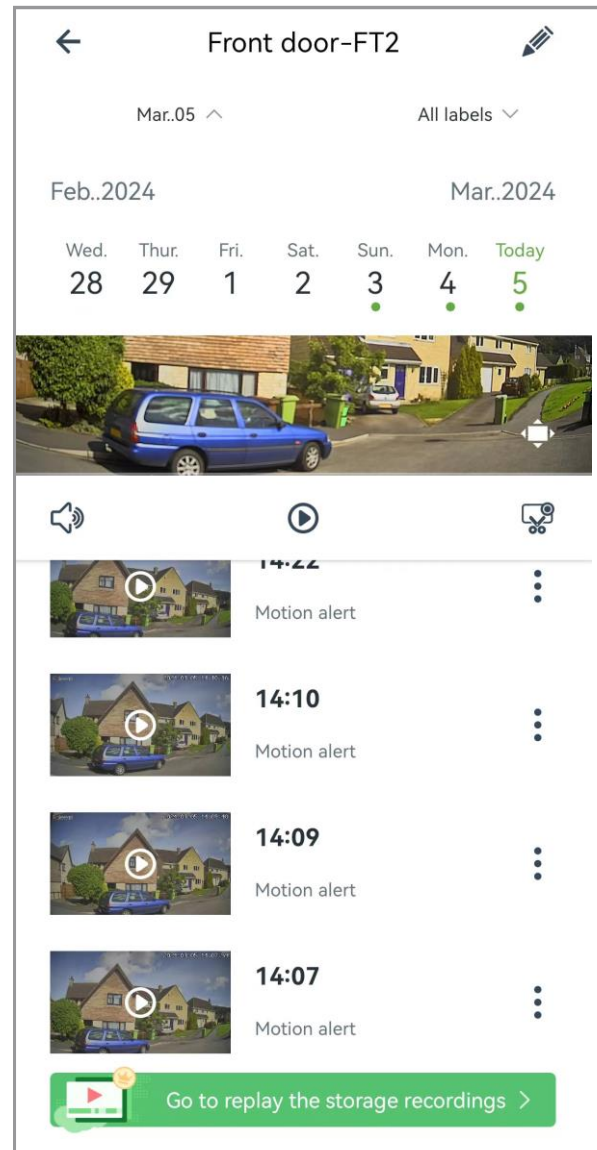 Front door-FT2
Mar..05 All labels
Feb..2024 Mar..2024
Wed. Thur. Fri. Sat. Sun. Mon. Today
28 29 1 2 3 4 5
14:22
Motion alert
14:10
Motion alert
14:09
Motion alert
14:07
Motion alert
Go to replay the storage recordings >